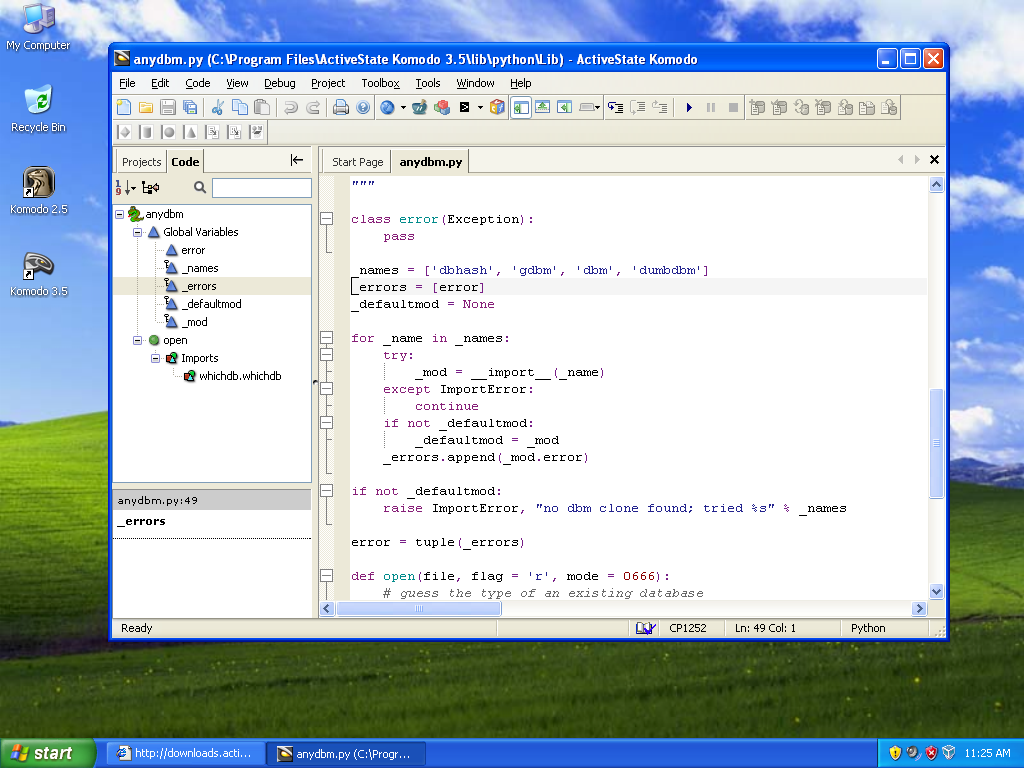 My Computer
Recycle Bin
Komodo 2.5
Komodo 3.5
anydbm.py (C:\Program Files\ActiveState Komodo 3.5\lib\python\Lib) - ActiveState Komodo
File Edit Code View Debug Project Toolbox Tools Window Help
Projects Code
Start Page anydbm.py
anydbm
Global Variables
error
_names
_errors
_defaultmod
_mod
open
Imports
whichdb.whichdb
anydbm.py:49
_errors
"""
class error(Exception):
    pass
_names = ['dbhash', 'gdbm', 'dbm', 'dumbdbm']
_errors = [error]
_defaultmod = None
for _name in _names:
    try:
        _mod = __import__(_name)
    except ImportError:
        continue
    if not _defaultmod:
        _defaultmod = _mod
    _errors.append(_mod.error)
if not _defaultmod:
    raise ImportError, "no dbm clone found; tried %s" % _names
error = tuple(_errors)
def open(file, flag = 'r', mode = 0666):
    # guess the type of an existing database
Ready CP1252 Ln: 49 Col: 1 Python
start http://downloads.acti... anydbm.py (C:\Progr... 11:25 AM